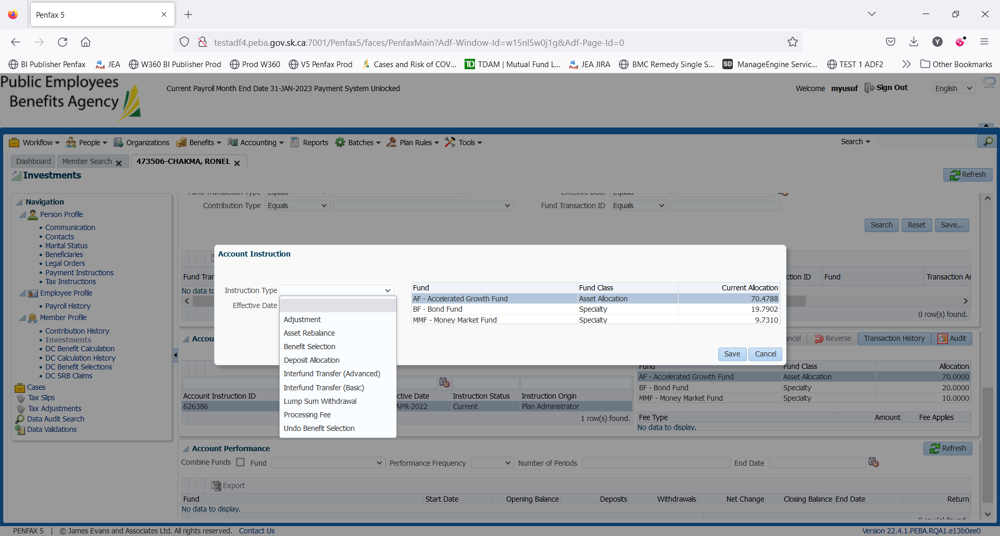 Penfax 5
testadf4.peba.gov.sk.ca:7001/Penfax5/faces/PenfaxMain?Adf-Window-Id=w15nl5w0j1g&Adf-Page-Id=0
Y
BI Publisher Penfax JEA W360 BI Publisher Prod Prod W360 V5 Penfax Prod Cases and Risk of COV... TDAM | Mutual Fund L... JEA JIRA BMC Remedy Single S... ManageEngine Servic... TEST 1 ADF2 Other Bookmarks
Public Employees
Benefits Agency
Current Payroll Month End Date 31-JAN-2023 Payment System Unlocked
Welcome myusuf Sign Out English
Workflow People Organizations Benefits Accounting Reports Batches Plan Rules Tools Search
Dashboard Member Search 473506-CHAKMA, RONEL
Investments Refresh
Navigation
Person Profile
Communication
Contacts
Marital Status
Beneficiaries
Legal Orders
Payment Instructions
Tax Instructions
Employee Profile
Payroll History
Member Profile
Contribution History
Investments
DC Benefit Calculation
DC Calculation History
DC Benefit Selections
DC SRB Claims
Cases
Tax Slips
Tax Adjustments
Data Audit Search
Data Validations
Fund Transaction Type Equals Effective Date Equals
Contribution Type Equals Fund Transaction ID Equals
Search Reset Save...
Fund Tran ction ID Fund Transaction Ar
No data to
0 row(s) found.
Account Instruction
Instruction Type
Effective Date
Adjustment
Asset Rebalance
Benefit Selection
Deposit Allocation
Interfund Transfer (Advanced)
Interfund Transfer (Basic)
Lump Sum Withdrawal
Processing Fee
Undo Benefit Selection
Fund Fund Class Current Allocation
AF - Accelerated Growth Fund Asset Allocation 70.4788
BF - Bond Fund Specialty 19.7902
MMF - Money Market Fund Specialty 9.7310
Save Cancel
Accou ncel Reverse Transaction History Audit
Account Instruction ID ctive Date Instruction Status Instruction Origin
626386 APR-2022 Current Plan Administrator
1 row(s) found.
Fund Fund Class Allocation
AF - Accelerated Growth Fund Asset Allocation 70.0000
BF - Bond Fund Specialty 20.0000
MMF - Money Market Fund Specialty 10.0000
Fee Type Amount Fee Applies
No data to display.
Account Performance Refresh
Combine Funds Fund Performance Frequency Number of Periods End Date
Export
Fund Start Date Opening Balance Deposits Withdrawals Net Change Closing Balance End Date Return
No data to display.
0 row(s) found.
PENFAX 5 | © James Evans and Associates Ltd. All rights reserved. Contact Us Version 22.4.1.PEBA.RQA1.e13b0ee0